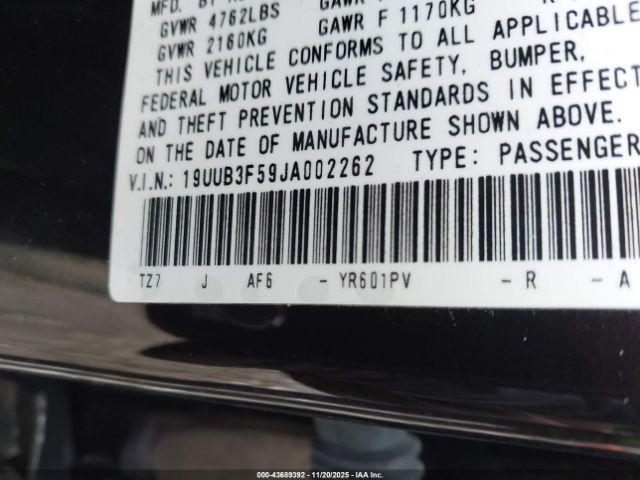 GVWR 4762LBS
GVWR 2160KG GAWR F 1170KG
THIS VEHICLE CONFORMS TO ALL APPLICABLE
FEDERAL MOTOR VEHICLE SAFETY, BUMPER,
AND THEFT PREVENTION STANDARDS IN EFFECT
ON THE DATE OF MANUFACTURE SHOWN ABOVE.
V.I.N.: 19UUB3F59JA002262 TYPE: PASSENGER
TZ7 J AF6 - YR601PV - R - A
000-43689392 | 11/20/2025 - IAA Inc.